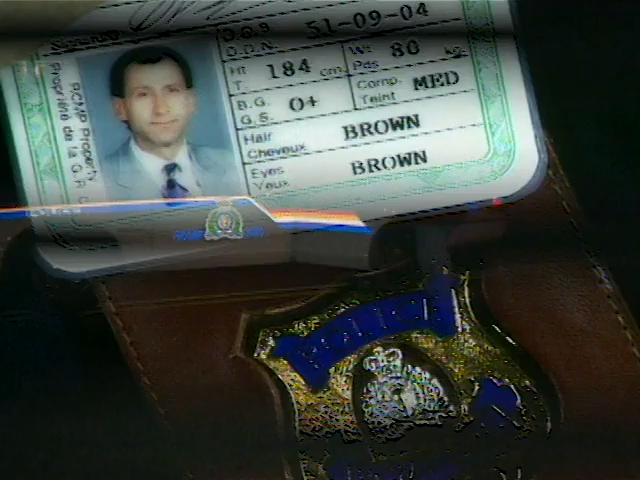 D.O.B. 51-09-04
D.D.N.
Ht 184 cm. Wt. 80 kg.
T. Pds
B.G. O+ Comp. MED
G.S. Teint
Hair BROWN
Cheveux
Eyes BROWN
Yeux
RCMP Property
Propriété de la G.R.C.